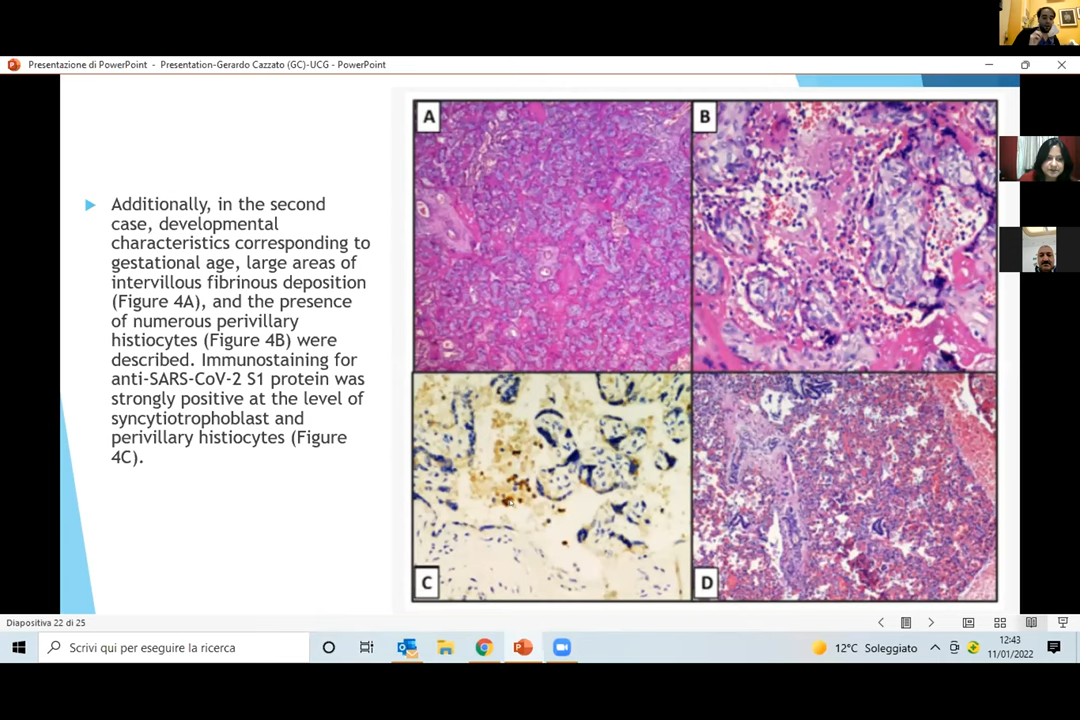 Presentazione di PowerPoint - Presentation-Gerardo Cazzato (GC)-UCG - PowerPoint
Additionally, in the second
case, developmental
characteristics corresponding to
gestational age, large areas of
intervillous fibrinous deposition
(Figure 4A), and the presence
of numerous perivillary
histiocytes (Figure 4B) were
described. Immunostaining for
anti-SARS-CoV-2 S1 protein was
strongly positive at the level of
syncytiotrophoblast and
perivillary histiocytes (Figure
4C).
A
B
C
D
Diapositiva 22 di 25
Scrivi qui per eseguire la ricerca
12°C Soleggiato
12:43
11/01/2022